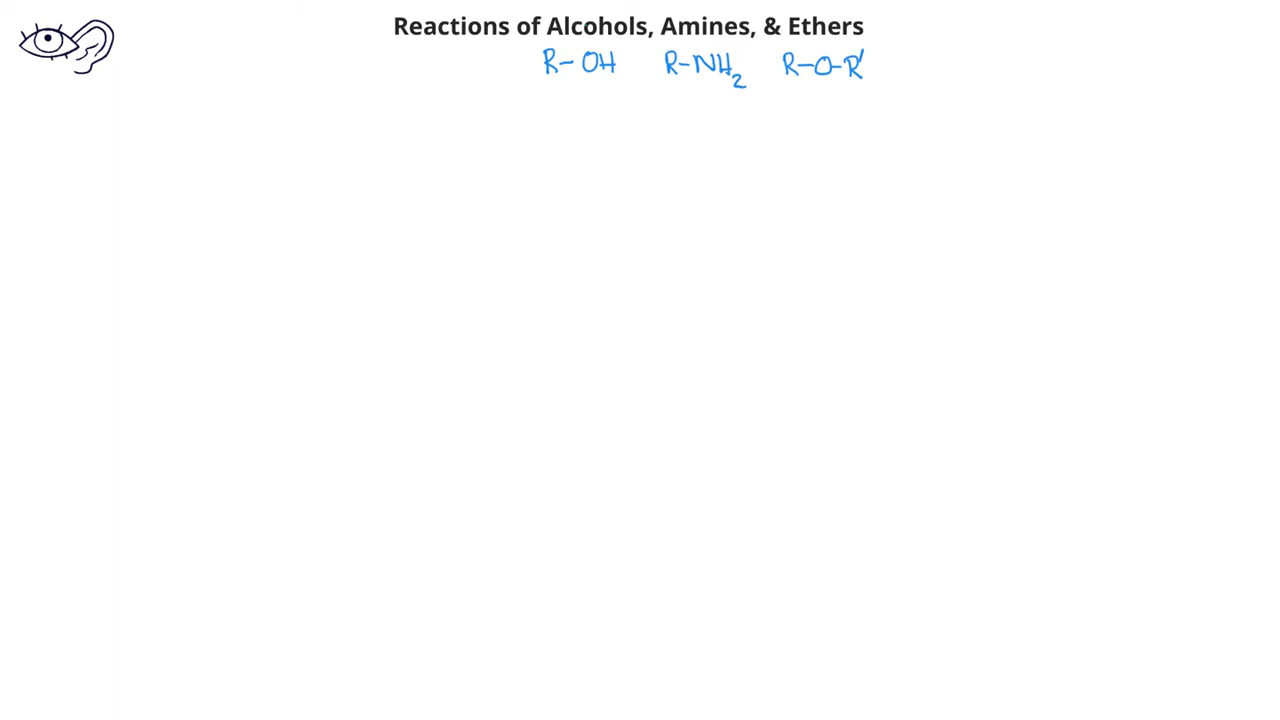 Reactions of Alcohols, Amines, & Ethers
R-OH R-NH2 R-O-R'